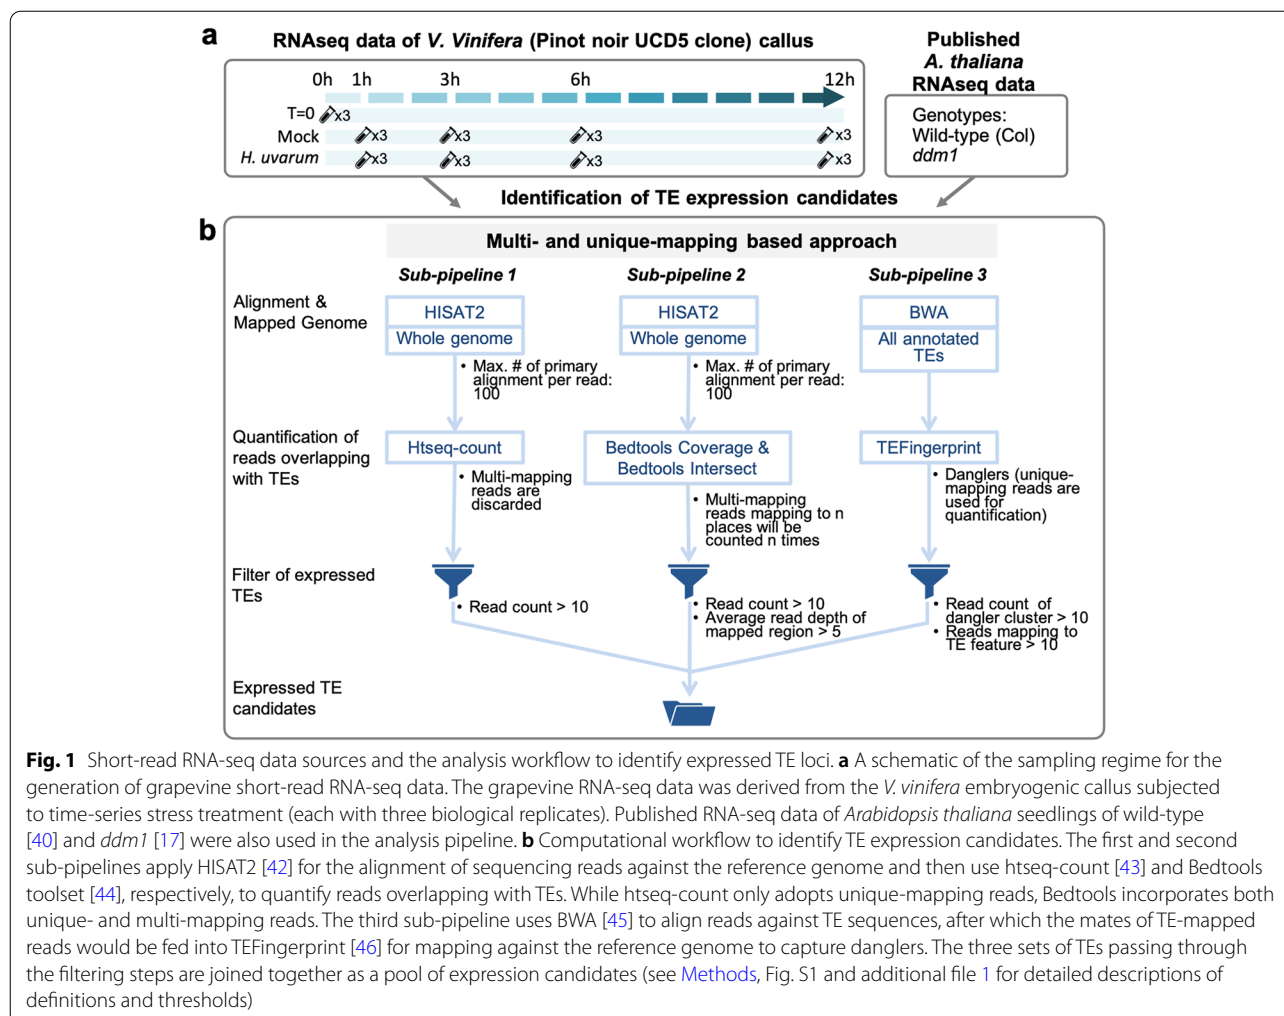 a
RNAseq data of V. Vinifera (Pinot noir UCD5 clone) callus
0h 1h 3h 6h 12h
T=0 x3
Mock x3 x3 x3 x3
H. uvarum x3 x3 x3 x3
Published
A. thaliana
RNAseq data
Genotypes:
Wild-type (Col)
ddm1
Identification of TE expression candidates
b
Multi- and unique-mapping based approach
Sub-pipeline 1 Sub-pipeline 2 Sub-pipeline 3
Alignment &
Mapped Genome
HISAT2
Whole genome
• Max. # of primary
alignment per read:
100
HISAT2
Whole genome
• Max. # of primary
alignment per read:
100
BWA
All annotated
TEs
Quantification of
reads overlapping
with TEs
Htseq-count
• Multi-mapping
reads are
discarded
Bedtools Coverage &
Bedtools Intersect
• Multi-mapping
reads mapping to n
places will be
counted n times
TEFingerprint
• Danglers (unique-
mapping reads are
used for
quantification)
Filter of expressed
TEs
• Read count > 10
• Read count > 10
• Average read depth of
mapped region > 5
• Read count of
dangler cluster > 10
• Reads mapping to
TE feature > 10
Expressed TE
candidates
Fig. 1 Short-read RNA-seq data sources and the analysis workflow to identify expressed TE loci. a A schematic of the sampling regime for the
generation of grapevine short-read RNA-seq data. The grapevine RNA-seq data was derived from the V. vinifera embryogenic callus subjected
to time-series stress treatment (each with three biological replicates). Published RNA-seq data of Arabidopsis thaliana seedlings of wild-type
[40] and ddm1 [17] were also used in the analysis pipeline. b Computational workflow to identify TE expression candidates. The first and second
sub-pipelines apply HISAT2 [42] for the alignment of sequencing reads against the reference genome and then use htseq-count [43] and Bedtools
toolset [44], respectively, to quantify reads overlapping with TEs. While htseq-count only adopts unique-mapping reads, Bedtools incorporates both
unique- and multi-mapping reads. The third sub-pipeline uses BWA [45] to align reads against TE sequences, after which the mates of TE-mapped
reads would be fed into TEFingerprint [46] for mapping against the reference genome to capture danglers. The three sets of TEs passing through
the filtering steps are joined together as a pool of expression candidates (see Methods, Fig. S1 and additional file 1 for detailed descriptions of
definitions and thresholds)